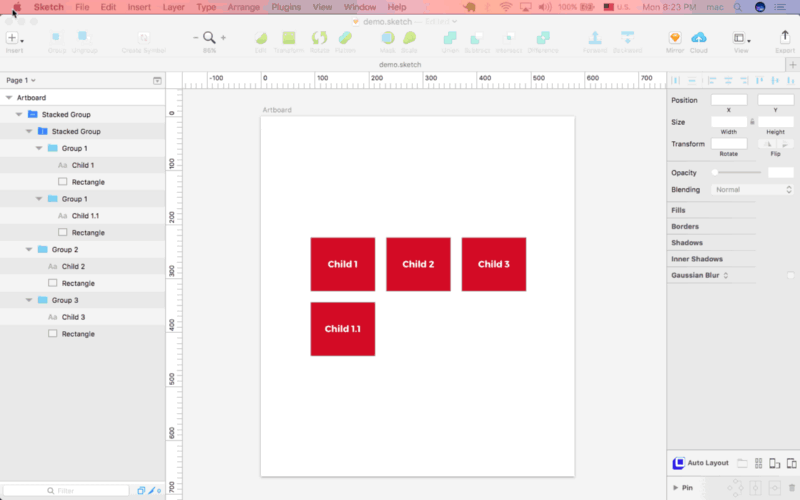 Sketch File Edit Insert Layer Type Arrange Plugins View Window Help 100% U.S. Mon 8:23 PM mac
demo.sketch — Edited
Insert Group Ungroup Create Symbol 86% Edit Transform Rotate Flatten Mask Scale Union Subtract Intersect Difference Forward Backward Mirror Cloud View Export
demo.sketch
Page 1
-100 0 100 200 300 400 500 600 700
Artboard
Stacked Group
Stacked Group
Group 1
Aa Child 1
Rectangle
Group 1
Aa Child 1.1
Rectangle
Group 2
Aa Child 2
Rectangle
Group 3
Aa Child 3
Rectangle
Filter
0
0
100
200
300
400
500
600
700
Artboard
Child 1 Child 2 Child 3
Child 1.1
Position
X Y
Size
Width Height
Transform
Rotate Flip
Opacity
Blending Normal
Fills
Borders
Shadows
Inner Shadows
Gaussian Blur
Auto Layout
Pin